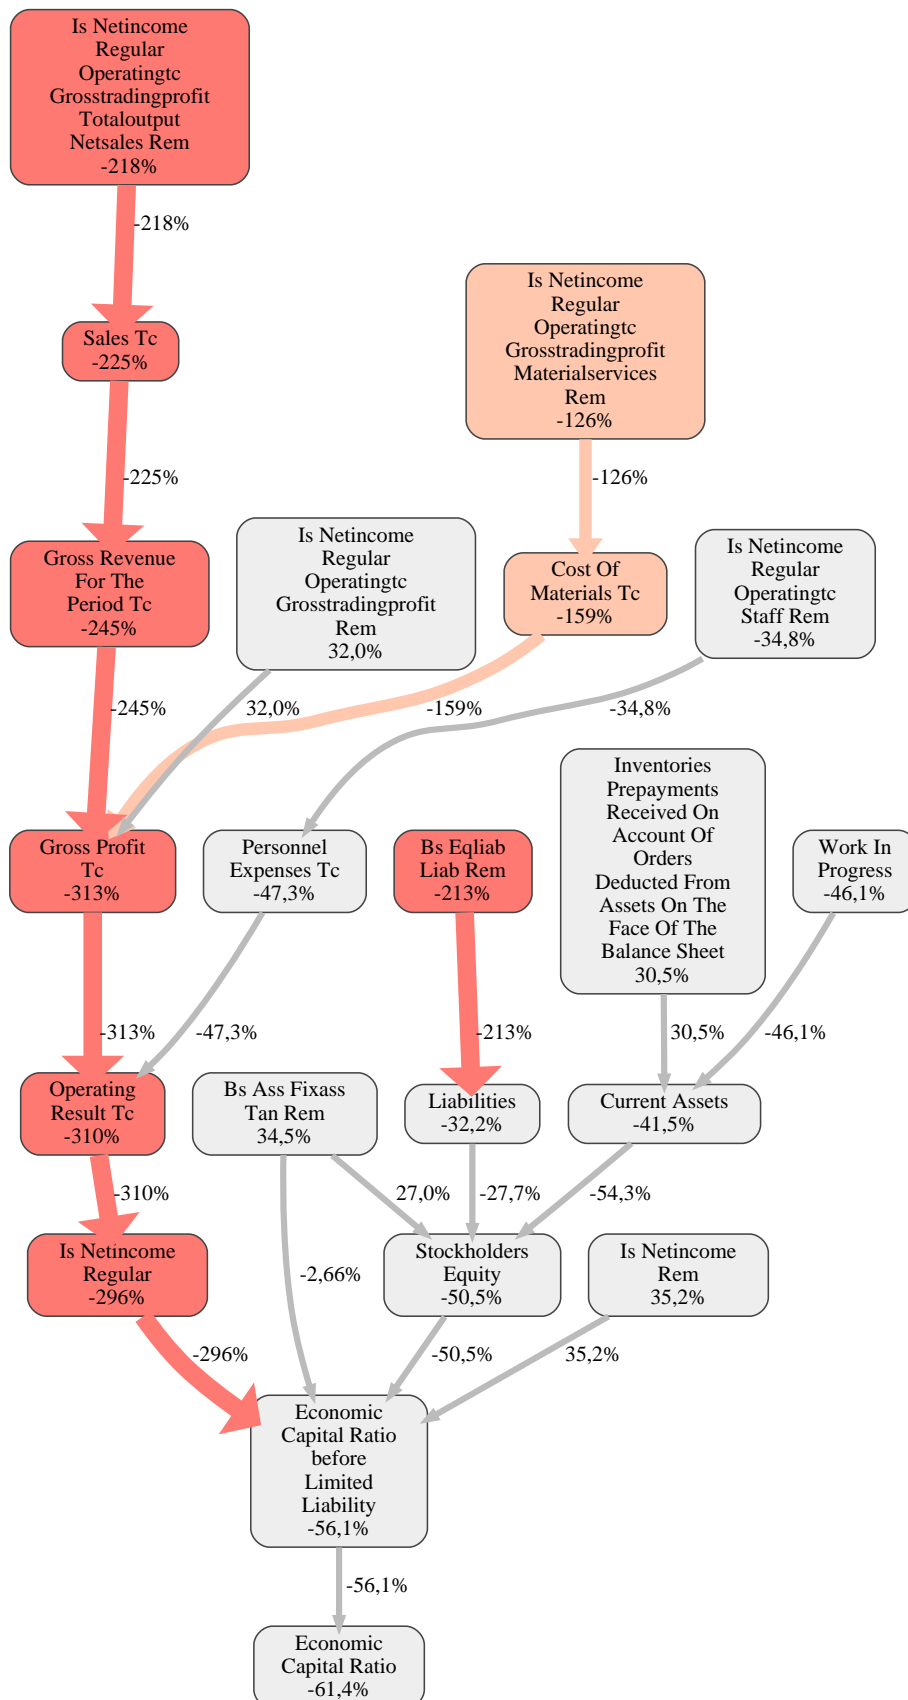 Is Netincome
Regular
Operatingtc
Grosstradingprofit
Totaloutput
Netsales Rem
-218%
-218%
Sales Tc
-225%
Is Netincome
Regular
Operatingtc
Grosstradingprofit
Materialservices
Rem
-126%
-225%
-126%
Gross Revenue
For The
Period Tc
-245%
Is Netincome
Regular
Operatingtc
Grosstradingprofit
Rem
32,0%
Cost Of
Materials Tc
-159%
Is Netincome
Regular
Operatingtc
Staff Rem
-34,8%
-245%
32,0%
-159%
-34,8%
Inventories
Prepayments
Received On
Account Of
Orders
Deducted From
Assets On The
Face Of The
Balance Sheet
30,5%
Gross Profit
Tc
-313%
Personnel
Expenses Tc
-47,3%
Bs Eqliab
Liab Rem
-213%
Work In
Progress
-46,1%
-313%
-47,3%
-213%
30,5%
-46,1%
Operating
Result Tc
-310%
Bs Ass Fixass
Tan Rem
34,5%
Liabilities
-32,2%
Current Assets
-41,5%
-310%
27,0%
-27,7%
-54,3%
Is Netincome
Regular
-296%
-2,66%
Stockholders
Equity
-50,5%
Is Netincome
Rem
35,2%
-296%
-50,5%
35,2%
Economic
Capital Ratio
before
Limited
Liability
-56,1%
-56,1%
Economic
Capital Ratio
-61,4%